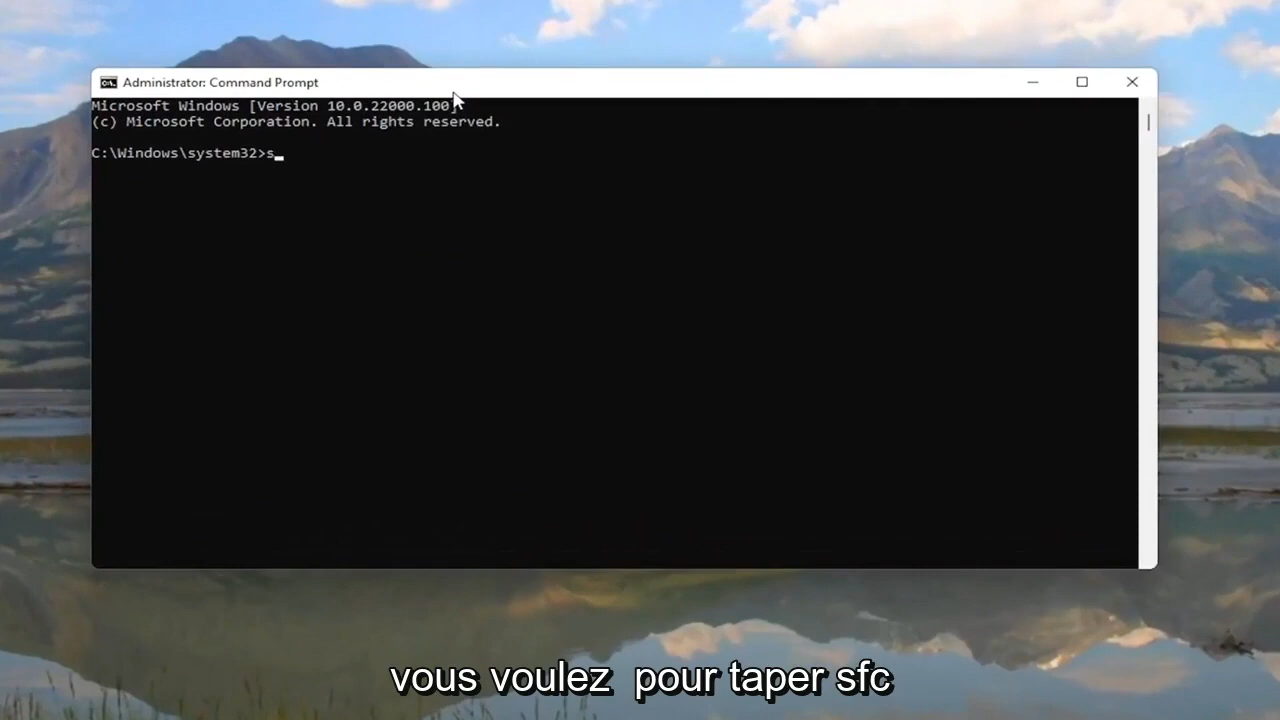 Administrator: Command Prompt
Microsoft Windows [Version 10.0.22000.100]
(c) Microsoft Corporation. All rights reserved.
C:\Windows\system32>s
vous voulez  pour taper sfc